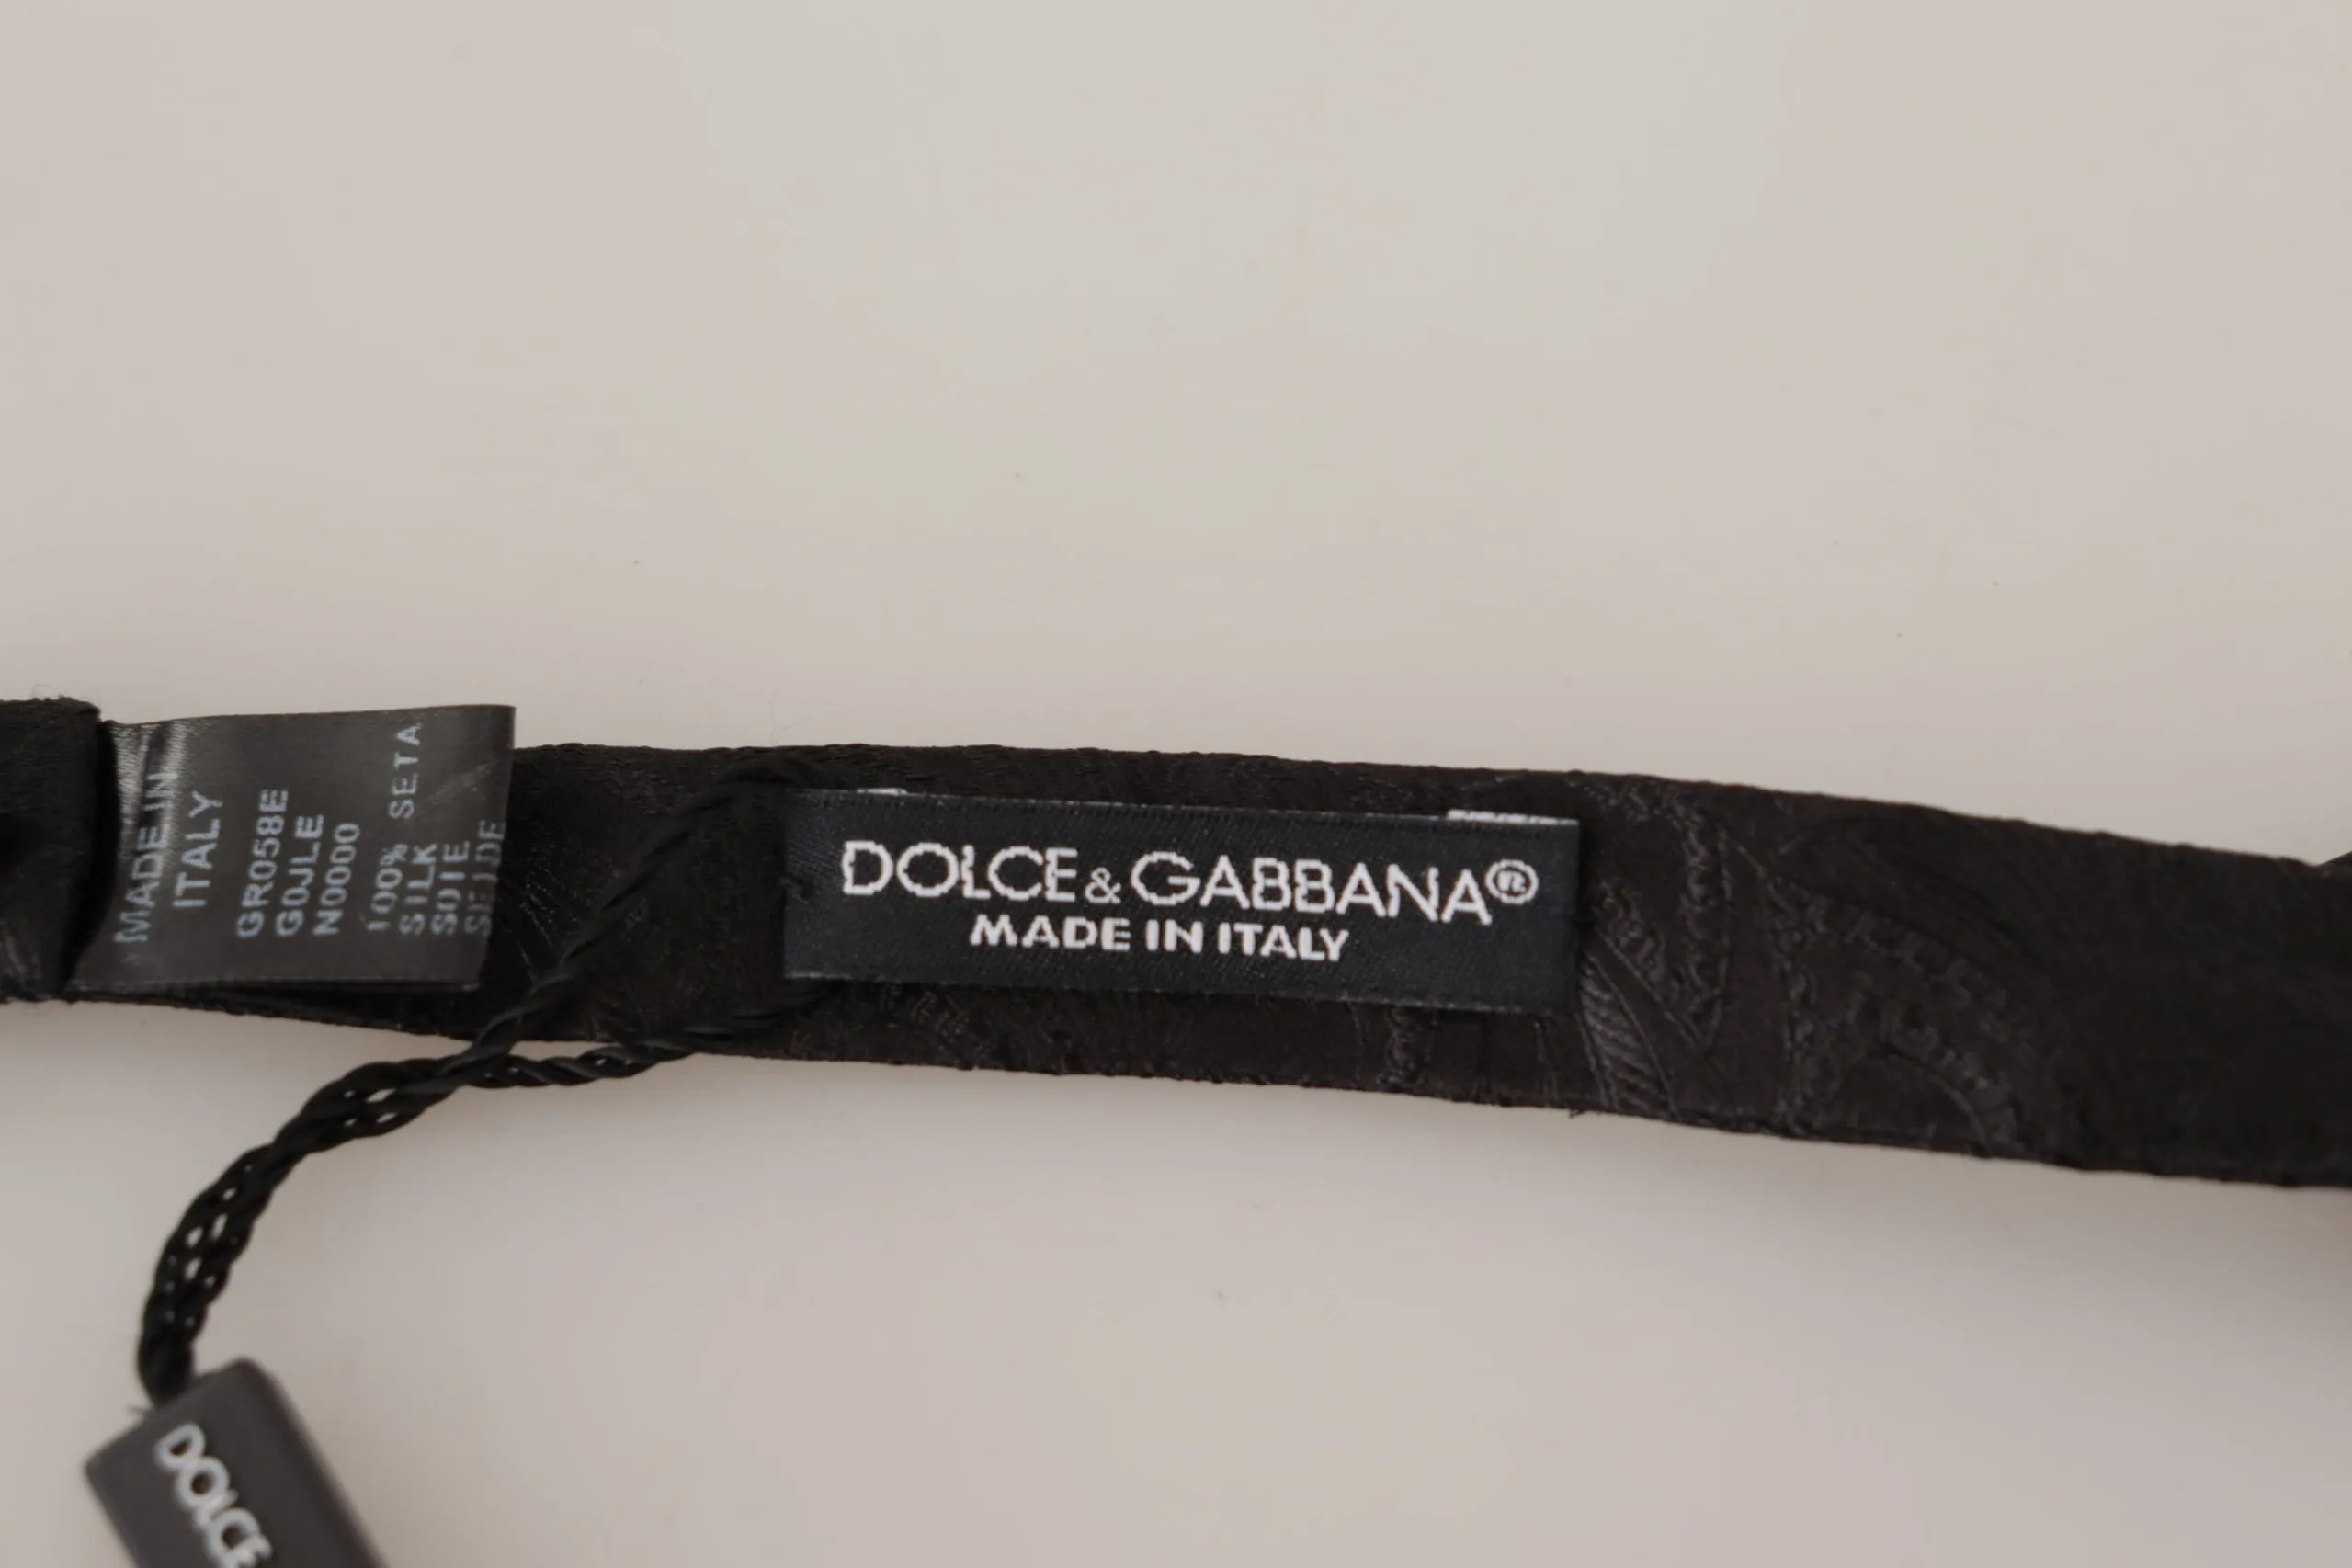 MADE IN
ITALY
GR058E
G0JLE
N0000
100% SETA
SILK
SOIE
SEIDE
DOLCE & GABBANA®
MADE IN ITALY
DOLCE